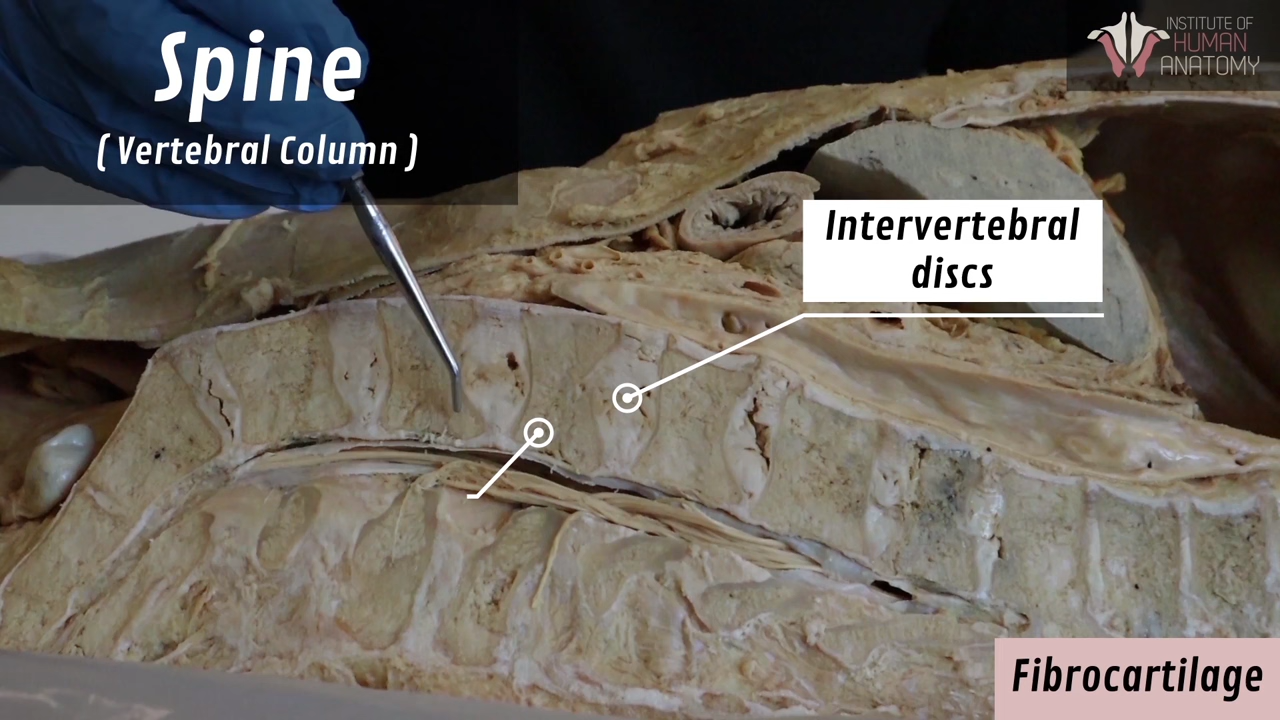 Spine
( Vertebral Column )
INSTITUTE OF
HUMAN
ANATOMY
Intervertebral
discs
Fibrocartilage